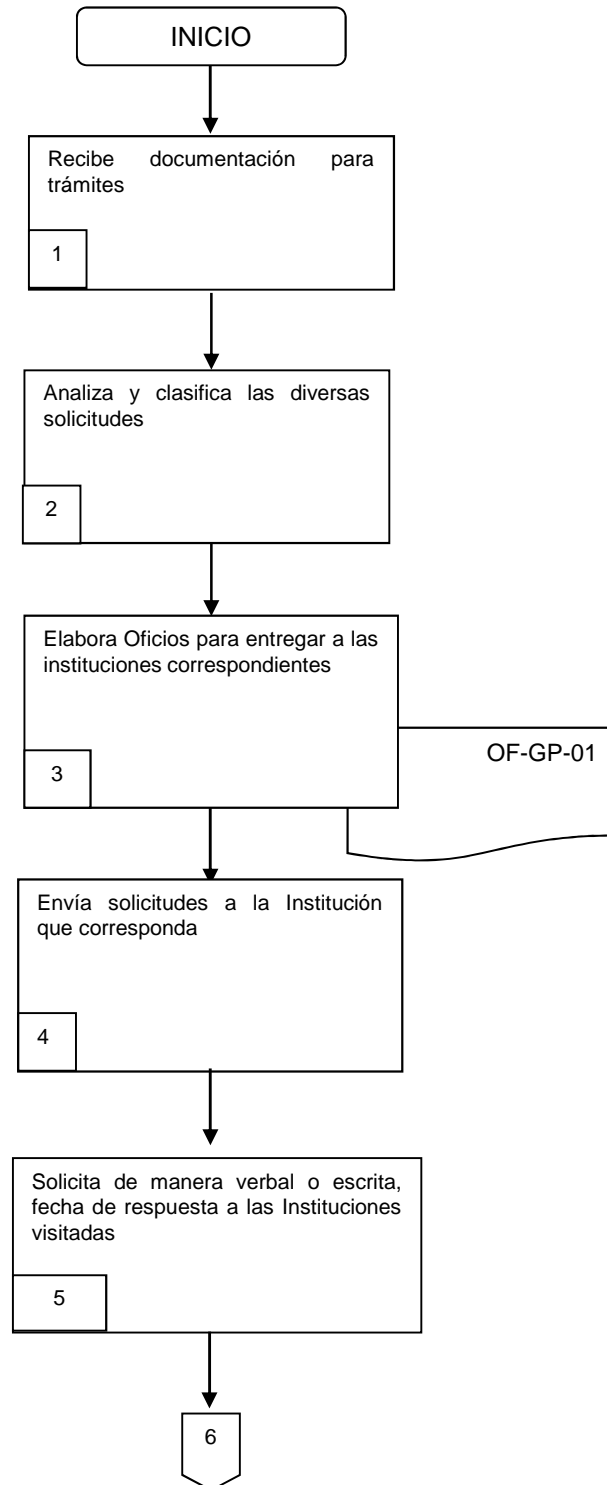 INICIO
Recibe documentación para
trámites
1
Analiza y clasifica las diversas
solicitudes
2
Elabora Oficios para entregar a las
instituciones correspondientes
3
OF-GP-01
Envía solicitudes a la Institución
que corresponda
4
Solicita de manera verbal o escrita,
fecha de respuesta a las Instituciones
visitadas
5
6